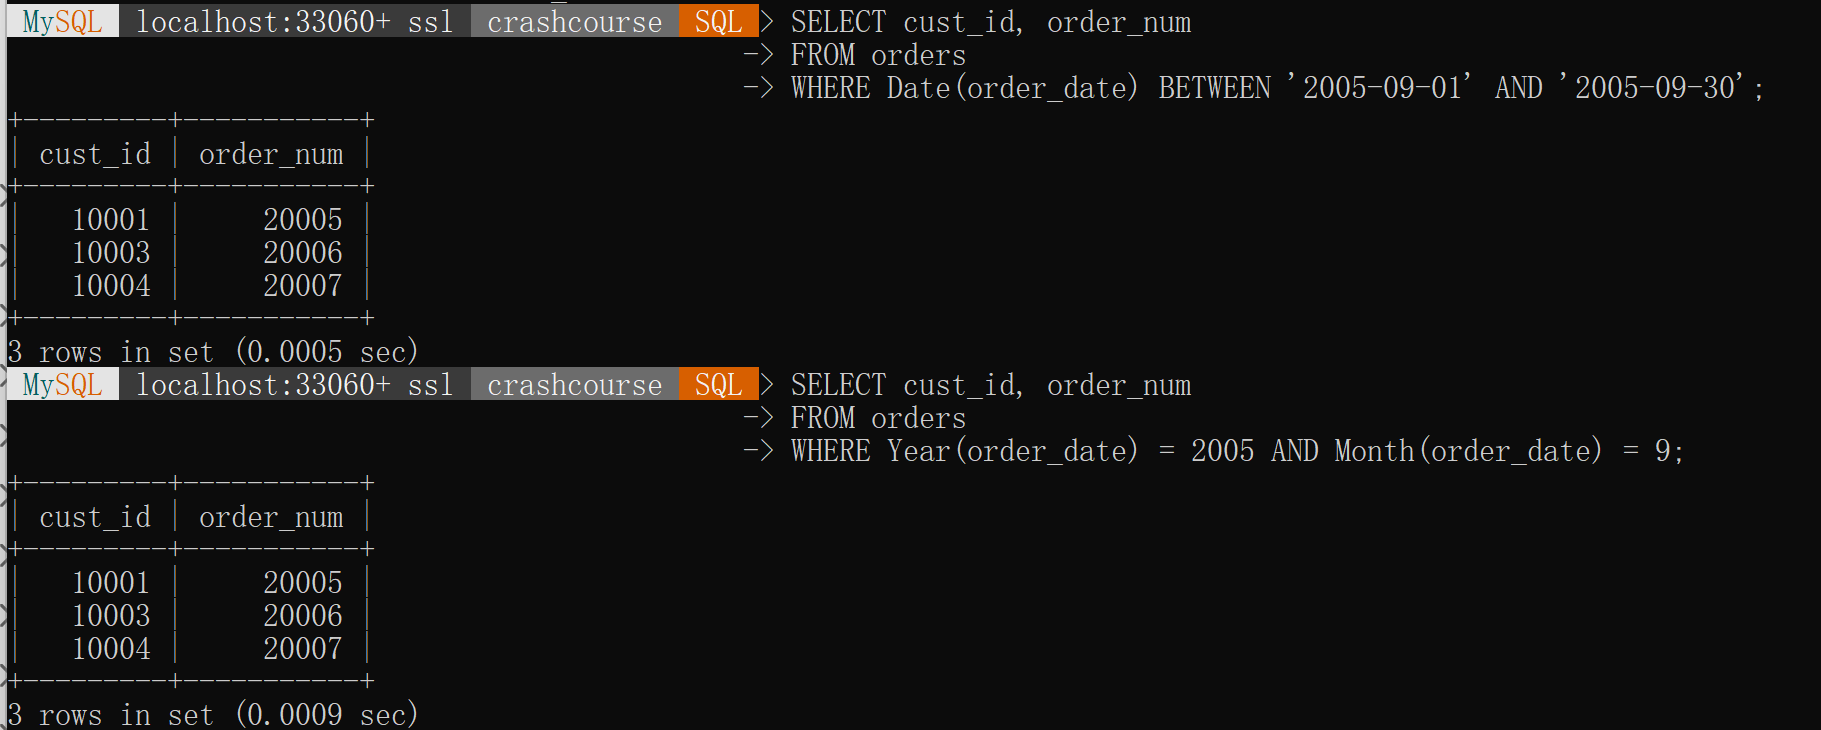 MySQL localhost:33060+ ssl crashcourse SQL > SELECT cust_id, order_num
-> FROM orders
-> WHERE Date(order_date) BETWEEN '2005-09-01' AND '2005-09-30';
+---------+-----------+
| cust_id | order_num |
+---------+-----------+
| 10001 | 20005 |
| 10003 | 20006 |
| 10004 | 20007 |
+---------+-----------+
3 rows in set (0.0005 sec)
MySQL localhost:33060+ ssl crashcourse SQL > SELECT cust_id, order_num
-> FROM orders
-> WHERE Year(order_date) = 2005 AND Month(order_date) = 9;
+---------+-----------+
| cust_id | order_num |
+---------+-----------+
| 10001 | 20005 |
| 10003 | 20006 |
| 10004 | 20007 |
+---------+-----------+
3 rows in set (0.0009 sec)